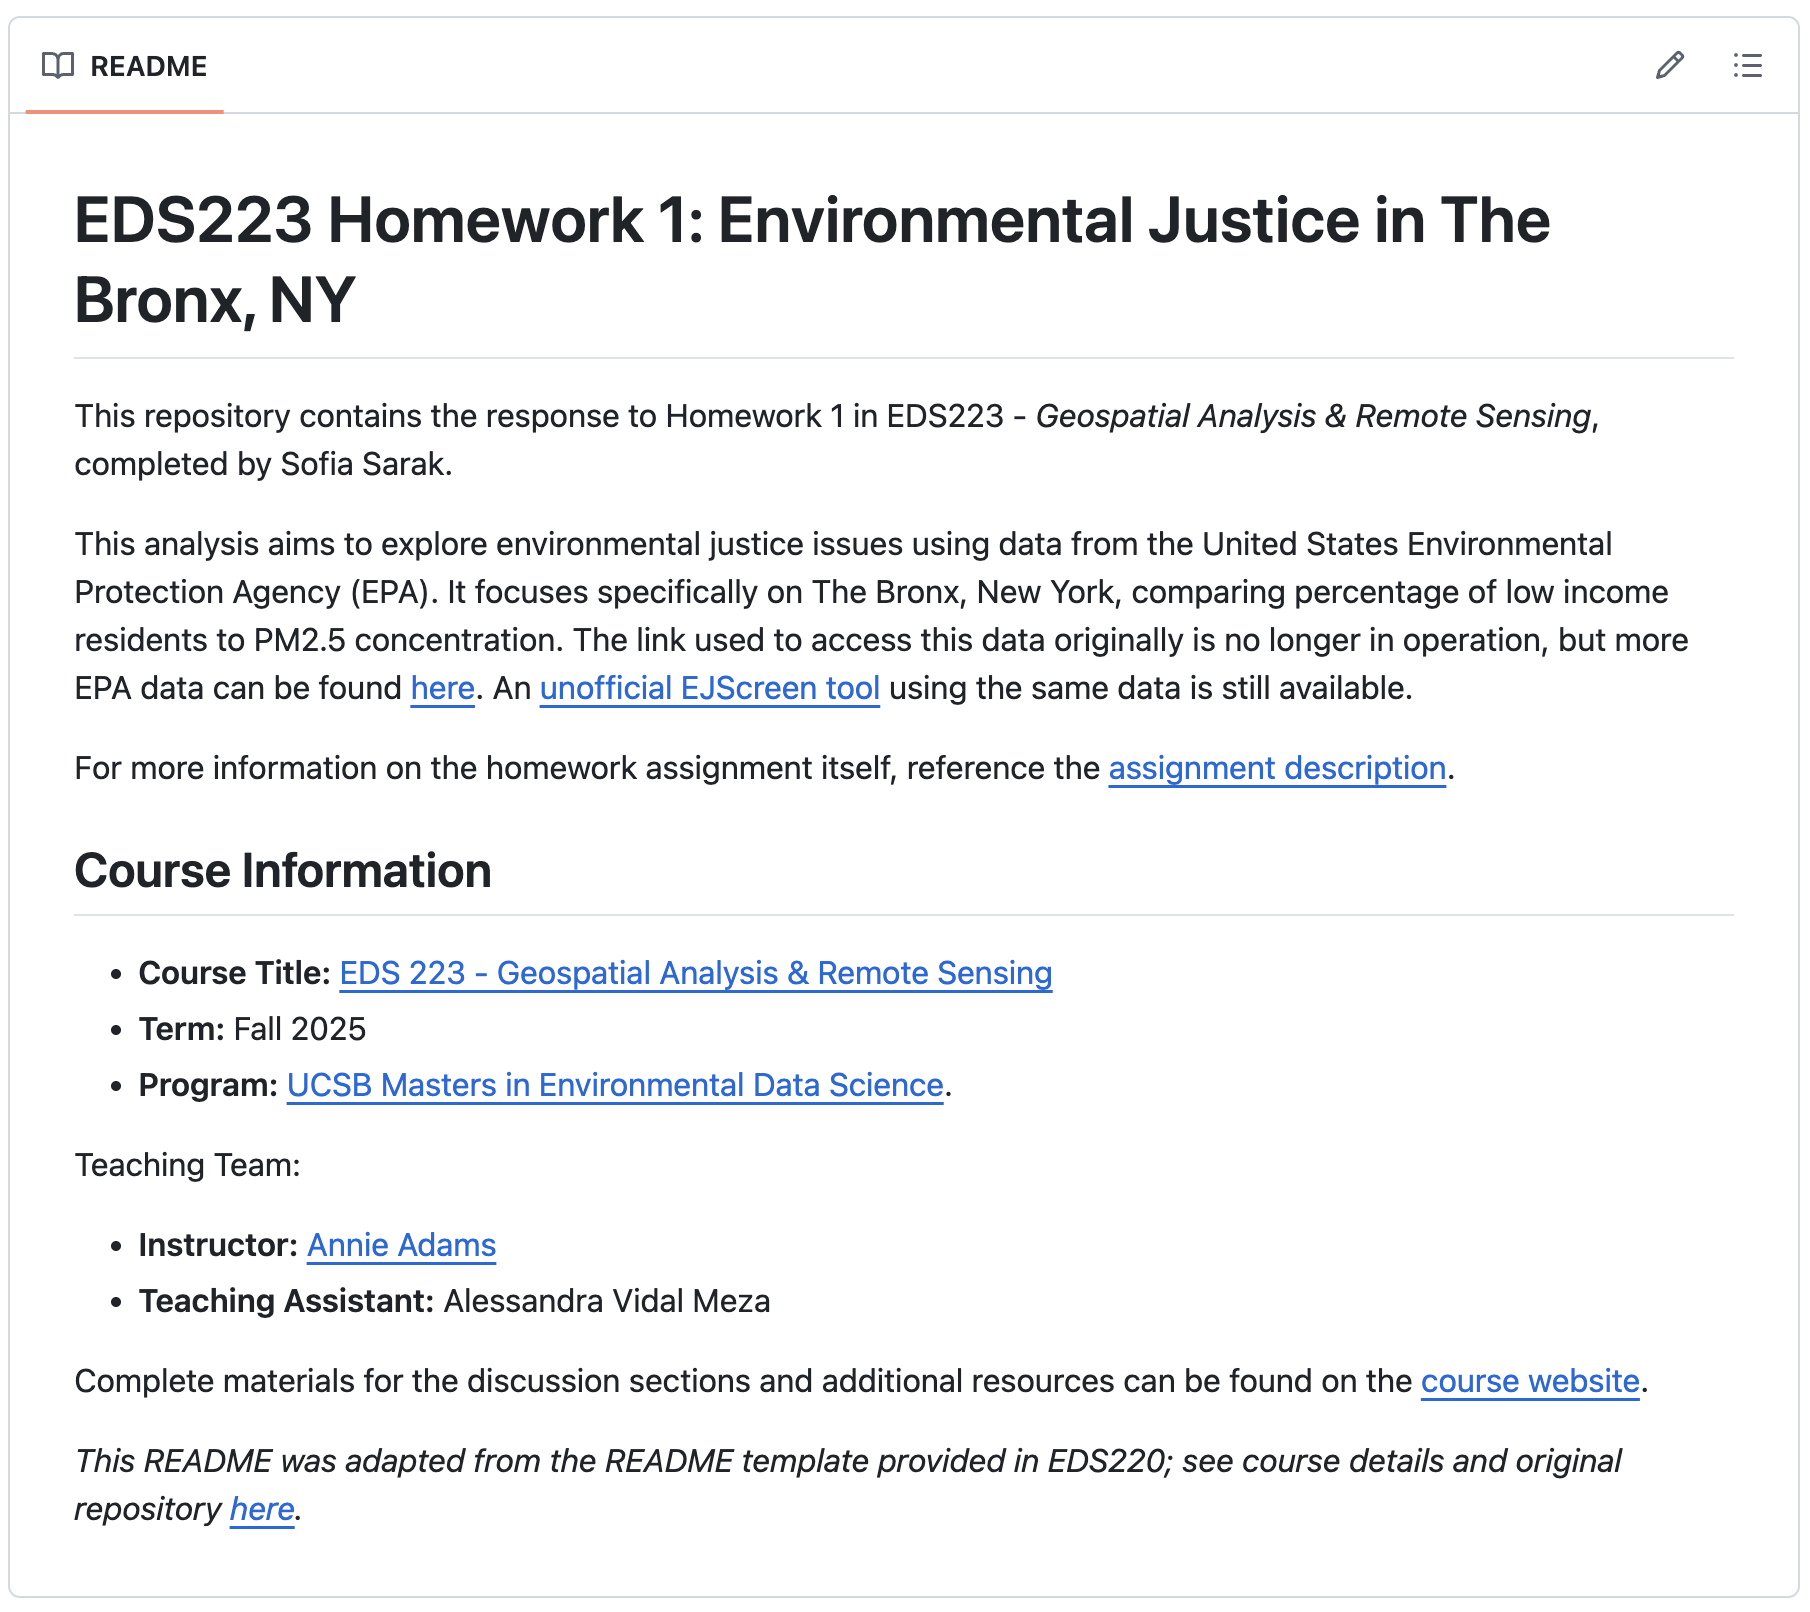 README
EDS223 Homework 1: Environmental Justice in The
Bronx, NY
This repository contains the response to Homework 1 in EDS223 - Geospatial Analysis & Remote Sensing,
completed by Sofia Sarak.
This analysis aims to explore environmental justice issues using data from the United States Environmental
Protection Agency (EPA). It focuses specifically on The Bronx, New York, comparing percentage of low income
residents to PM2.5 concentration. The link used to access this data originally is no longer in operation, but more
EPA data can be found here. An unofficial EJScreen tool using the same data is still available.
For more information on the homework assignment itself, reference the assignment description.
Course Information
• Course Title: EDS 223 - Geospatial Analysis & Remote Sensing
• Term: Fall 2025
• Program: UCSB Masters in Environmental Data Science.
Teaching Team:
• Instructor: Annie Adams
• Teaching Assistant: Alessandra Vidal Meza
Complete materials for the discussion sections and additional resources can be found on the course website.
This README was adapted from the README template provided in EDS220; see course details and original
repository here.